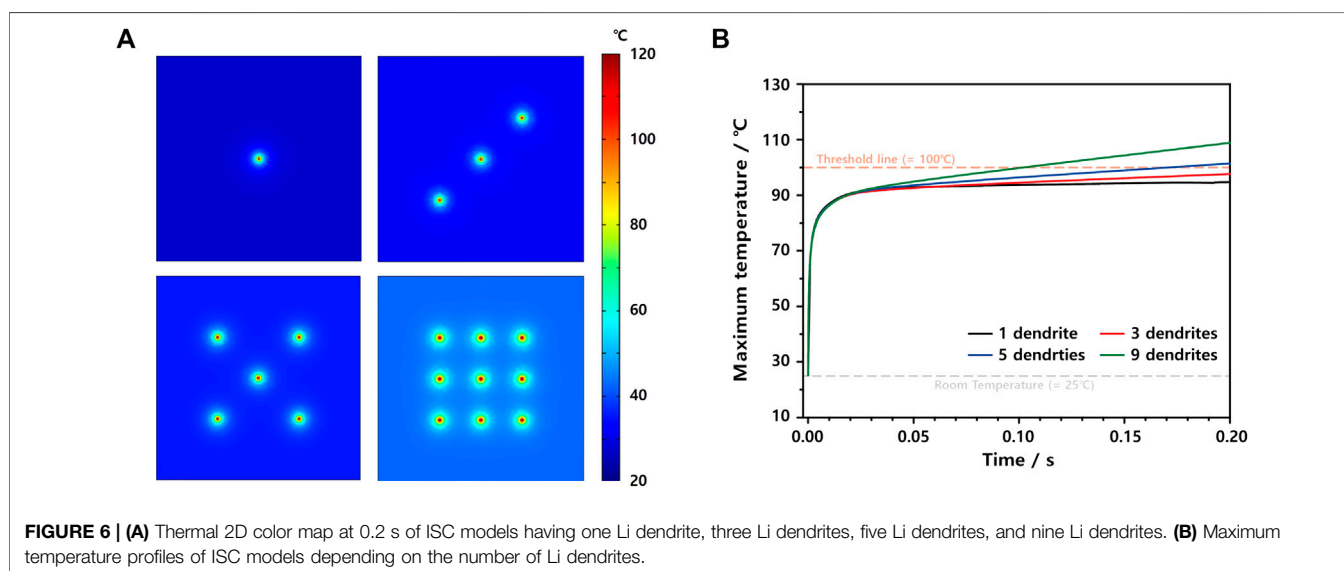 A
℃
120
100
80
60
40
20
B
Maximum temperature / ℃
130
110
90
70
50
30
10
Threshold line (= 100℃)
1 dendrite
3 dendrites
5 dendrties
9 dendrites
Room Temperature (= 25℃)
0.00
0.05
0.10
0.15
0.20
Time / s
FIGURE 6 | (A) Thermal 2D color map at 0.2 s of ISC models having one Li dendrite, three Li dendrites, five Li dendrites, and nine Li dendrites. (B) Maximum
temperature profiles of ISC models depending on the number of Li dendrites.